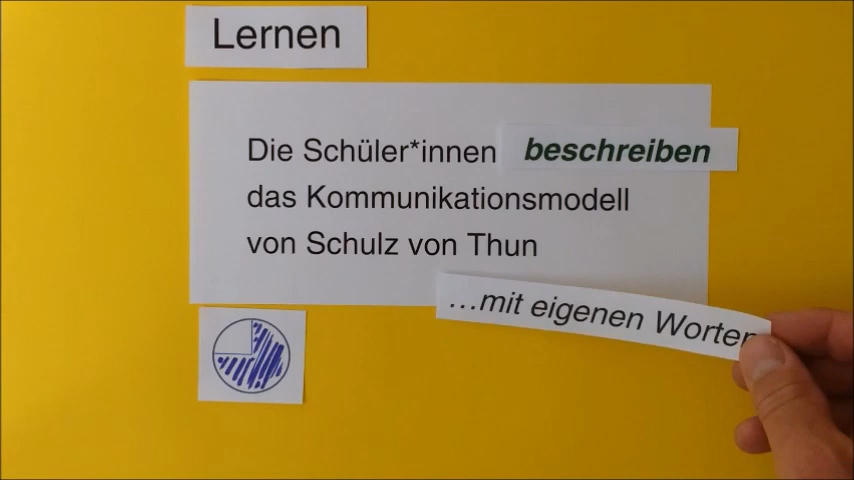 Lernen
Die Schüler*innen beschreiben
das Kommunikationsmodell
von Schulz von Thun
...mit eigenen Worten